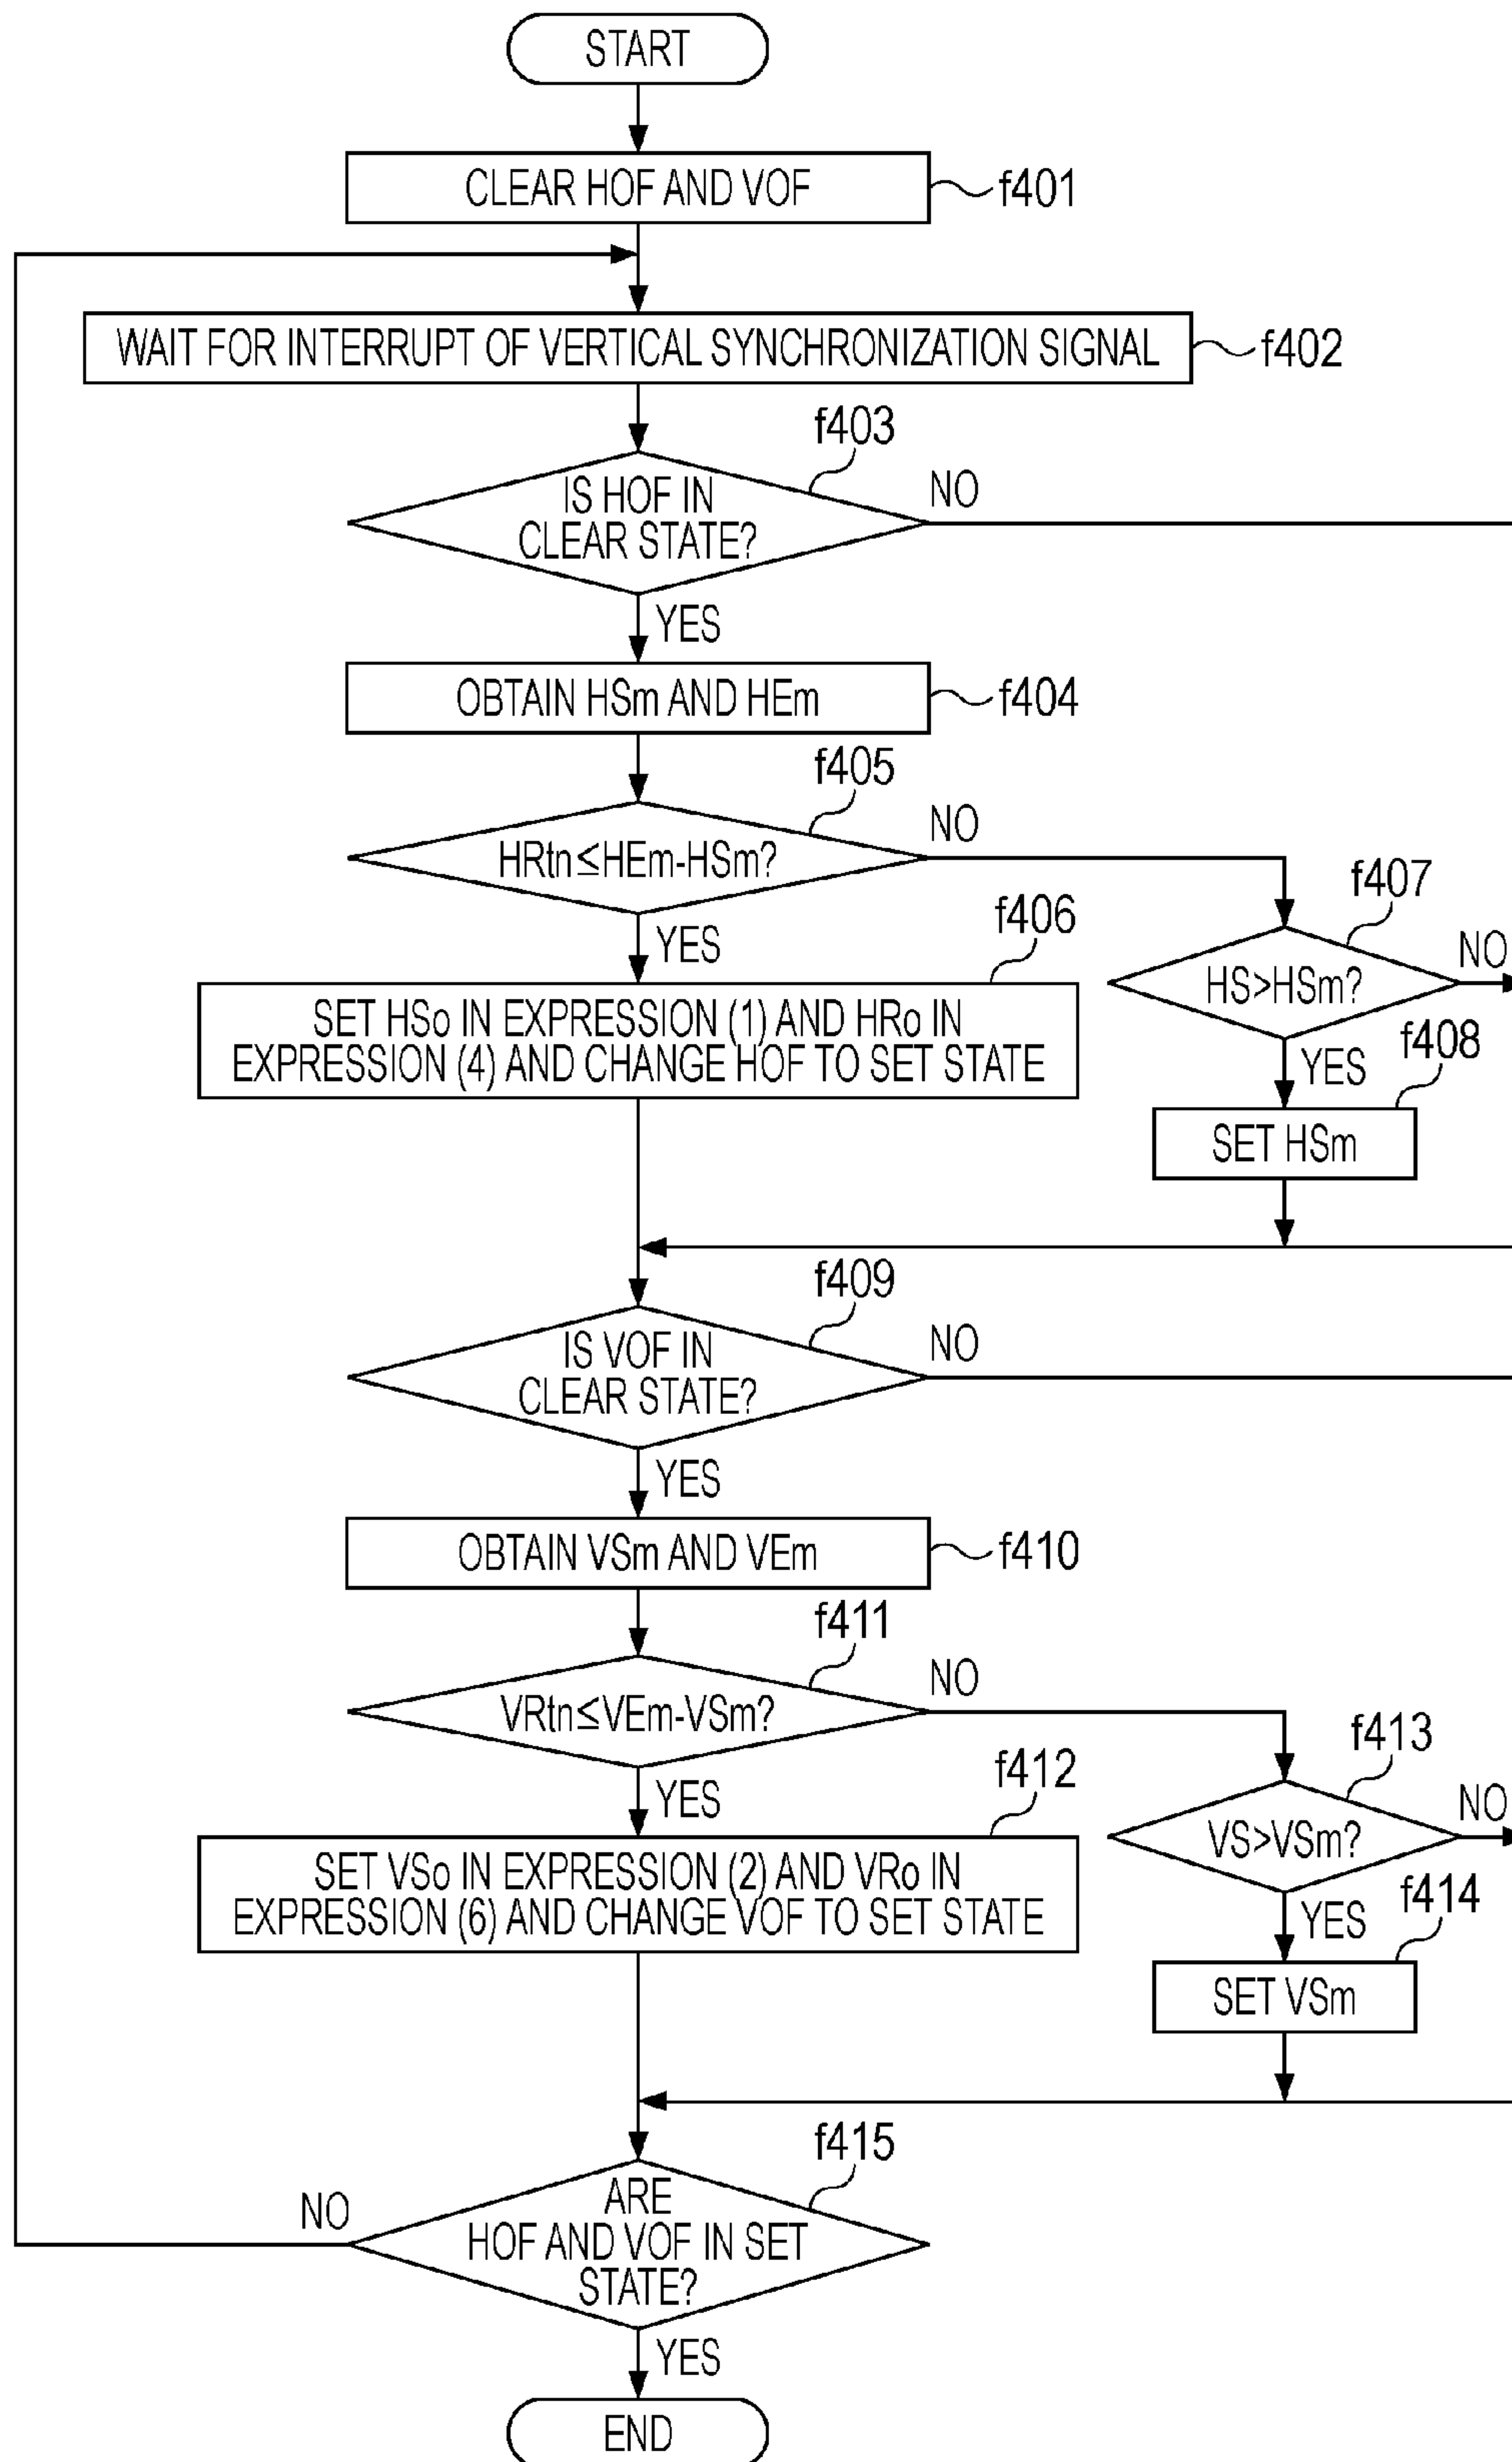 START
CLEAR HOF AND VOF
f401
WAIT FOR INTERRUPT OF VERTICAL SYNCHRONIZATION SIGNAL
f402
f403
IS HOF IN
CLEAR STATE?
NO
YES
OBTAIN HSm AND HEm
f404
f405
HRtn≤HEm-HSm?
NO
YES
f406
SET HSo IN EXPRESSION (1) AND HRo IN
EXPRESSION (4) AND CHANGE HOF TO SET STATE
f407
HS>HSm?
NO
YES
f408
SET HSm
f409
IS VOF IN
CLEAR STATE?
NO
YES
OBTAIN VSm AND VEm
f410
f411
VRtn≤VEm-VSm?
NO
YES
f412
SET VSo IN EXPRESSION (2) AND VRo IN
EXPRESSION (6) AND CHANGE VOF TO SET STATE
f413
VS>VSm?
NO
YES
f414
SET VSm
f415
ARE
HOF AND VOF IN SET
STATE?
NO
YES
END